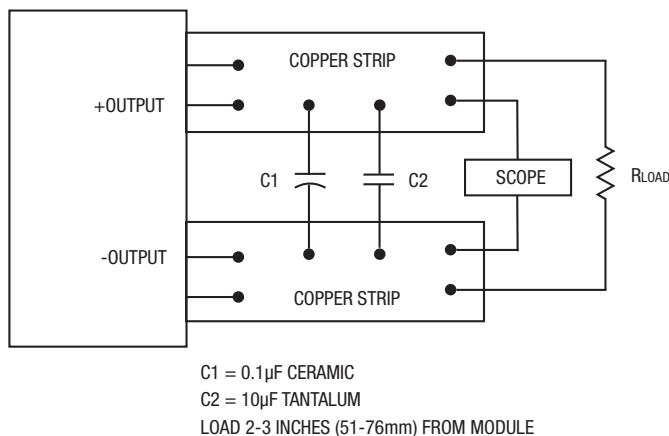 COPPER STRIP
+OUTPUT
C1
C2
SCOPE
RLOAD
-OUTPUT
COPPER STRIP
C1 = 0.1µF CERAMIC
C2 = 10µF TANTALUM
LOAD 2-3 INCHES (51-76mm) FROM MODULE